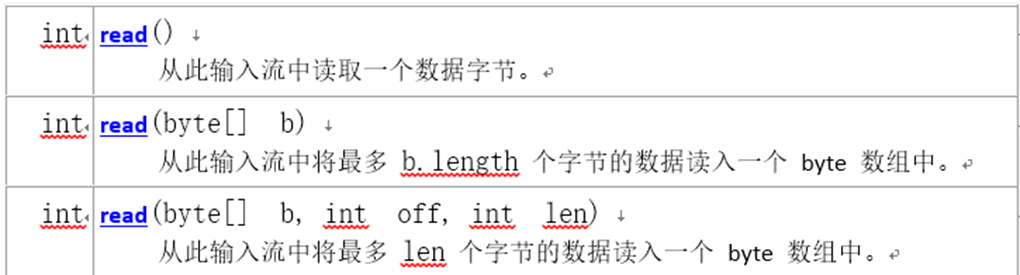 int read()
从此输入流中读取一个数据字节。
int read(byte[] b)
从此输入流中将最多 b.length 个字节的数据读入一个 byte 数组中。
int read(byte[] b, int off, int len)
从此输入流中将最多 len 个字节的数据读入一个 byte 数组中。